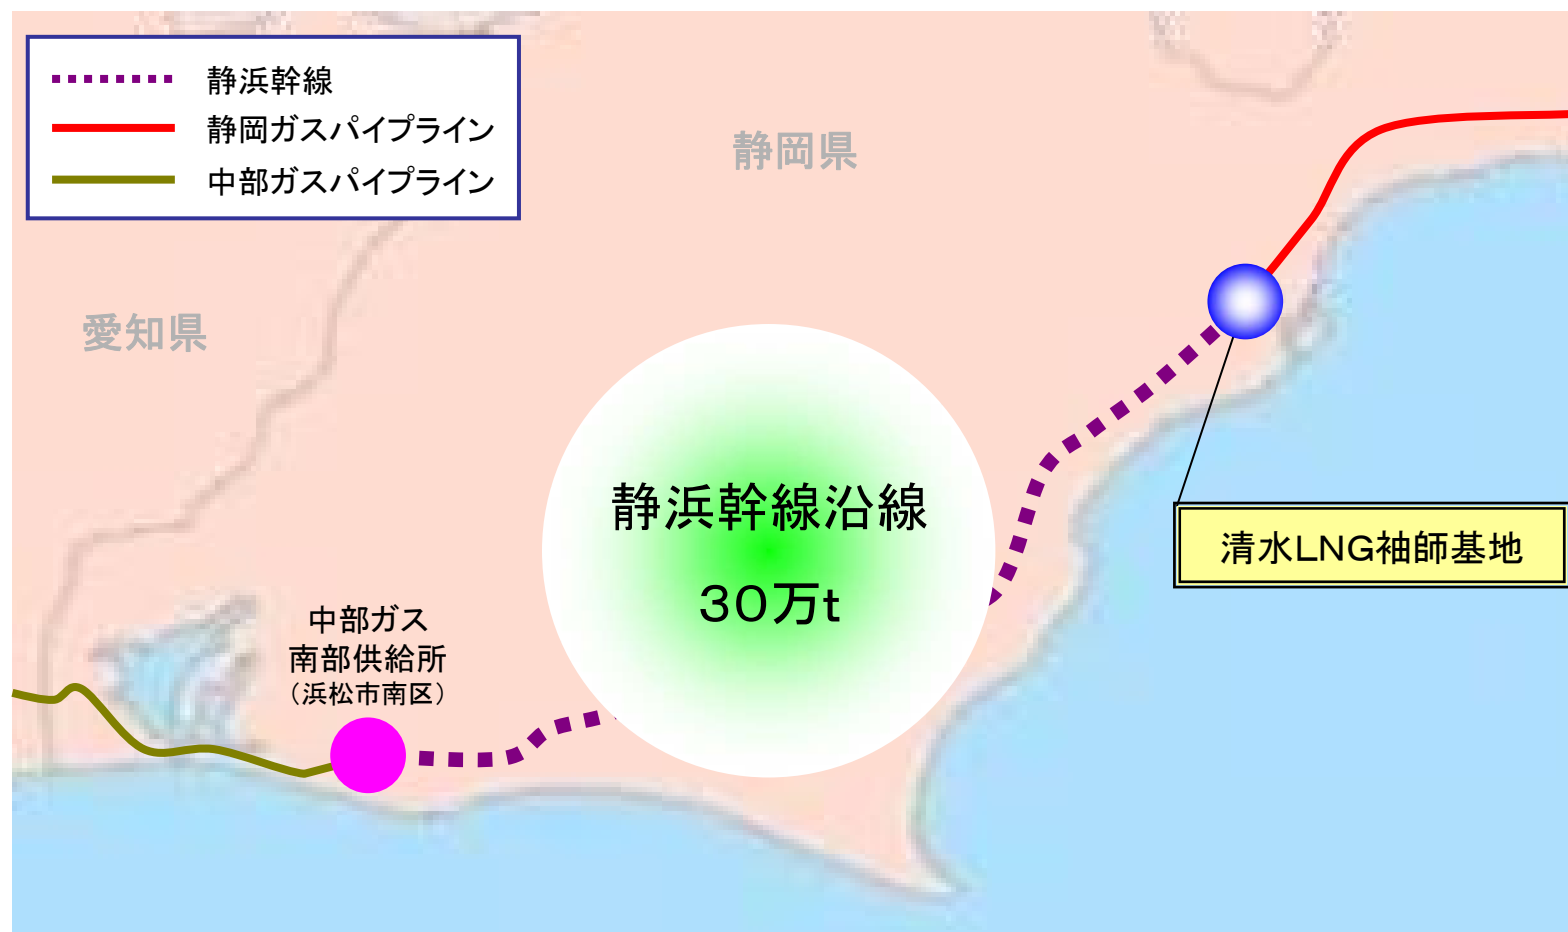 静浜幹線
静岡ガスパイプライン
中部ガスパイプライン
静岡県
愛知県
静浜幹線沿線
30万t
清水LNG袖師基地
中部ガス
南部供給所
（浜松市南区）